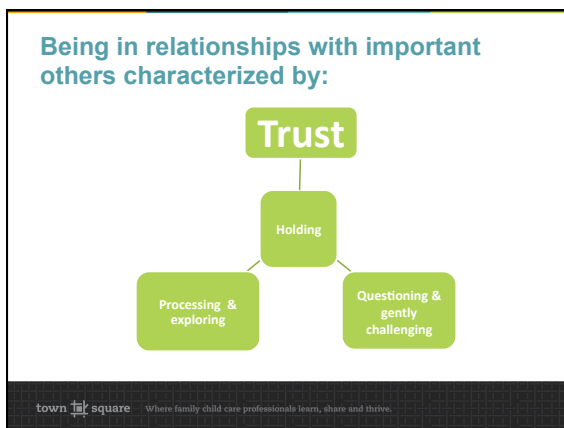 Being in relationships with important
others characterized by:
Trust
Holding
Processing &
exploring
Questioning &
gently
challenging
town square Where family child care professionals learn, share and thrive.